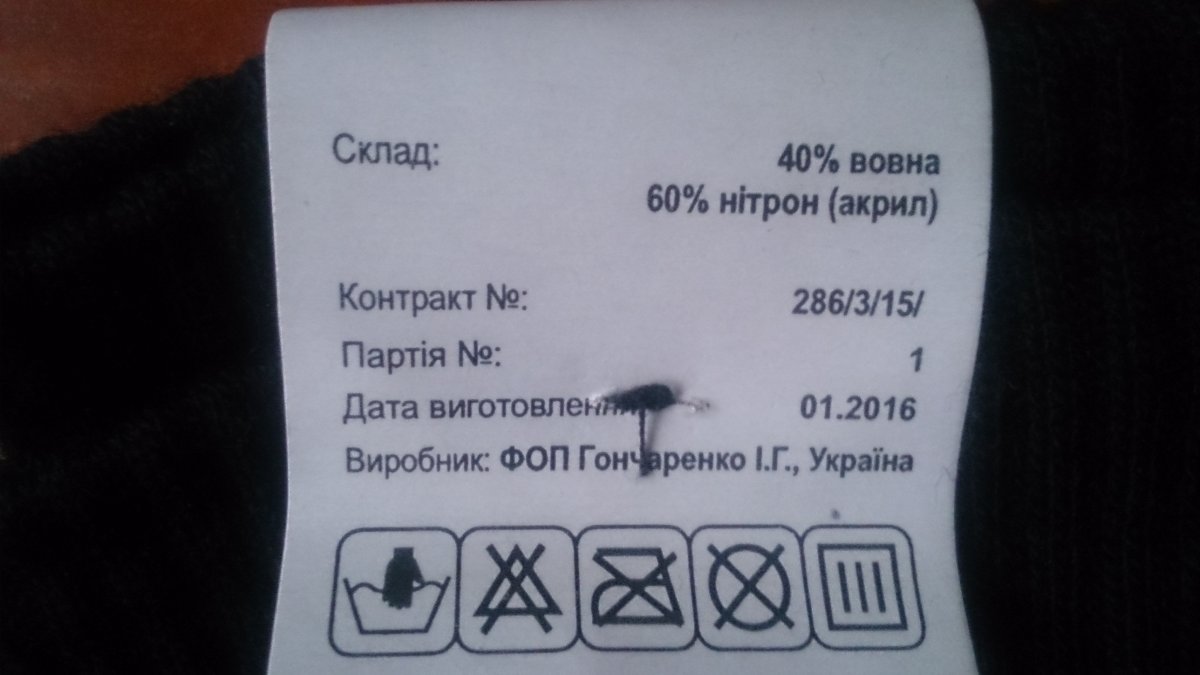 Склад: 40% вовна
60% нітрон (акрил)
Контракт №: 286/3/15/
Партія №: 1
Дата виготовлення 01.2016
Виробник: ФОП Гончаренко І.Г., Україна